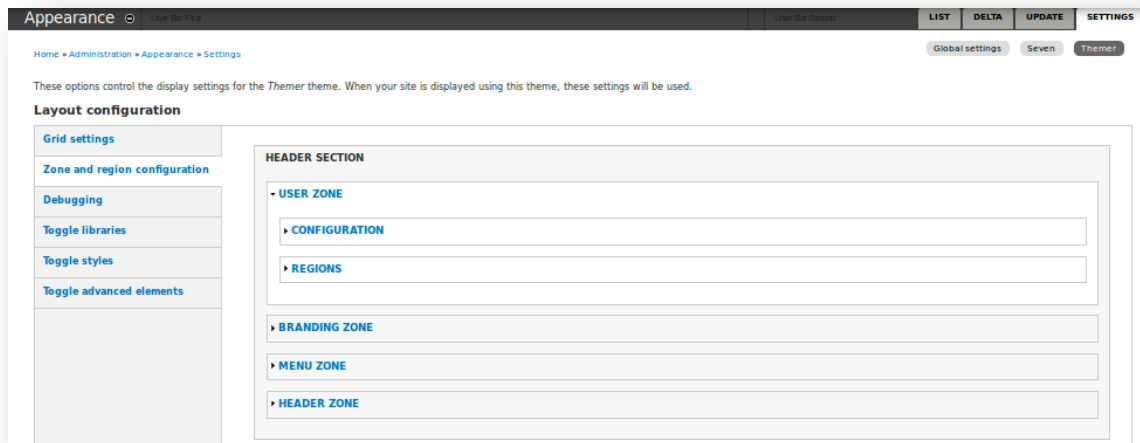 Appearance User Bar First User Bar Second LIST DELTA UPDATE SETTINGS
Home » Administration » Appearance » Settings Global settings Seven Themer
These options control the display settings for the Themer theme. When your site is displayed using this theme, these settings will be used.
Layout configuration
Grid settings
Zone and region configuration
Debugging
Toggle libraries
Toggle styles
Toggle advanced elements
HEADER SECTION
USER ZONE
CONFIGURATION
REGIONS
BRANDING ZONE
MENU ZONE
HEADER ZONE